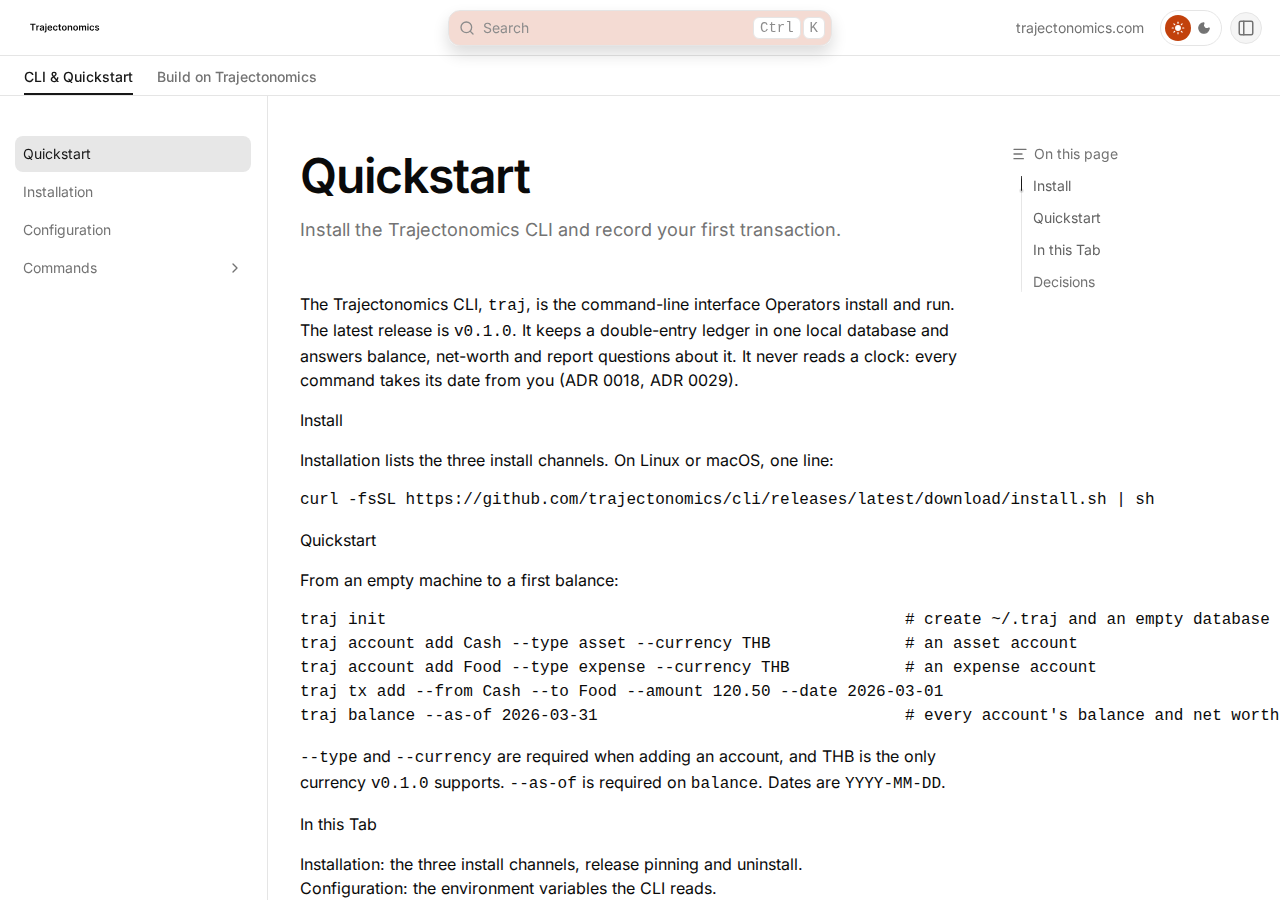 Trajectonomics
Search
Ctrl K
trajectonomics.com
CLI & Quickstart
Build on Trajectonomics
Quickstart
Installation
Configuration
Commands
Quickstart
Install the Trajectonomics CLI and record your first transaction.
The Trajectonomics CLI, traj, is the command-line interface Operators install and run.
The latest release is v0.1.0. It keeps a double-entry ledger in one local database and
answers balance, net-worth and report questions about it. It never reads a clock: every
command takes its date from you (ADR 0018, ADR 0029).
Install
Installation lists the three install channels. On Linux or macOS, one line:
curl -fsSL https://github.com/trajectonomics/cli/releases/latest/download/install.sh | sh
Quickstart
From an empty machine to a first balance:
traj init # create ~/.traj and an empty database
traj account add Cash --type asset --currency THB # an asset account
traj account add Food --type expense --currency THB # an expense account
traj tx add --from Cash --to Food --amount 120.50 --date 2026-03-01
traj balance --as-of 2026-03-31 # every account's balance and net worth
--type and --currency are required when adding an account, and THB is the only
currency v0.1.0 supports. --as-of is required on balance. Dates are YYYY-MM-DD.
In this Tab
Installation: the three install channels, release pinning and uninstall.
Configuration: the environment variables the CLI reads.
On this page
Install
Quickstart
In this Tab
Decisions